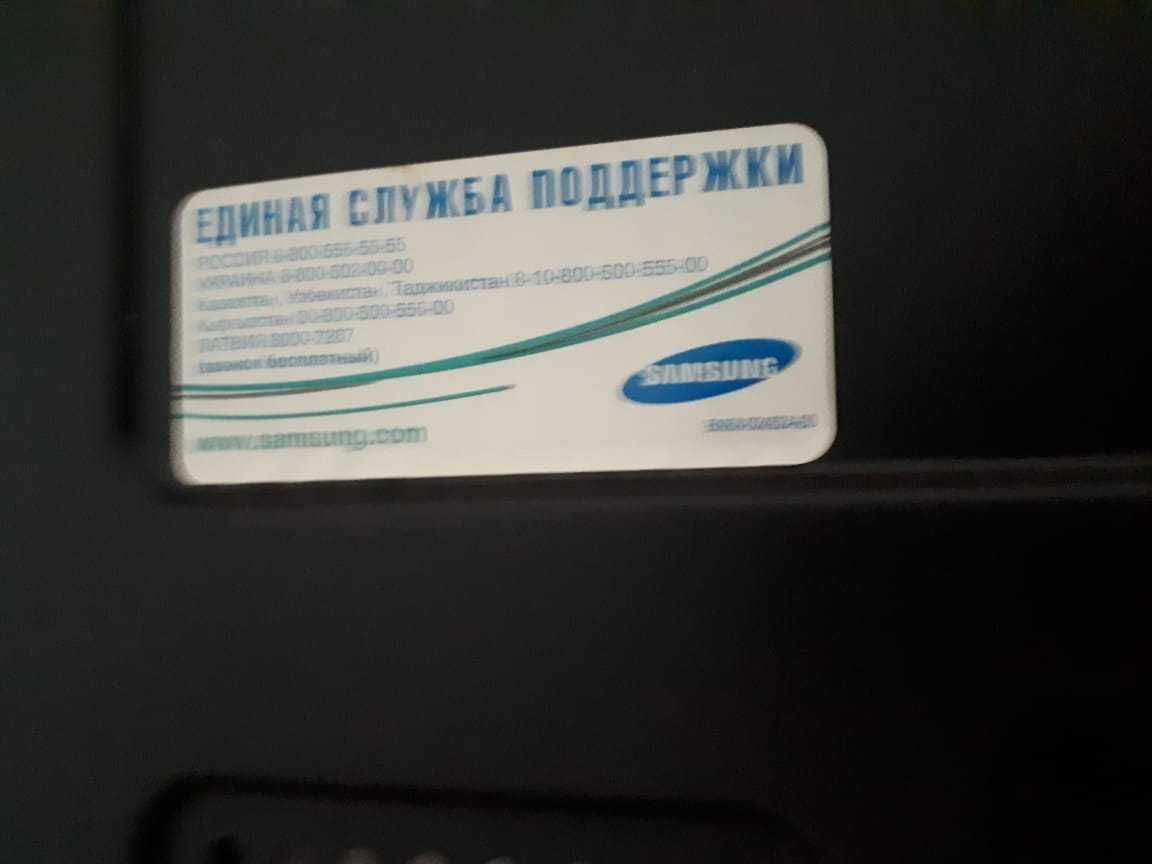 ЕДИНАЯ СЛУЖБА ПОДДЕРЖКИ
РОССИЯ:8-800-555-55-55
УКРАИНА 8-800-502-00-00
Казахстан, Узбекистан, Таджикистан:8-10-800-500-555-00
Кыргызстан:00-800-500-555-00
ЛАТВИЯ:8000-7267
(звонок бесплатный)
SAMSUNG
www.samsung.com